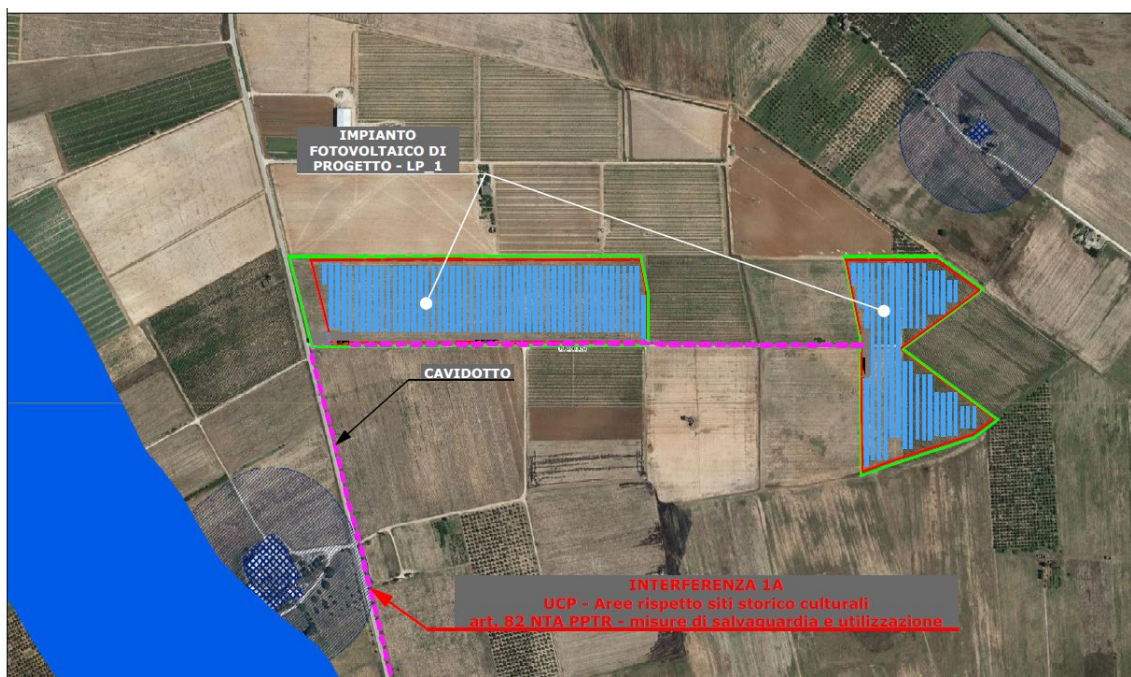 IMPIANTO
FOTOVOLTAICO DI
PROGETTO - LP_1
CAVIDOTTO
INTERFERENZA 1A
UCP - Aree rispetto siti storico culturali
art. 82 NTA PPTR - misure di salvaguardia e utilizzazione